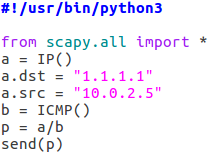 #!/usr/bin/python3
from scapy.all import *
a = IP()
a.dst = "1.1.1.1"
a.src = "10.0.2.5"
b = ICMP()
p = a/b
send(p)